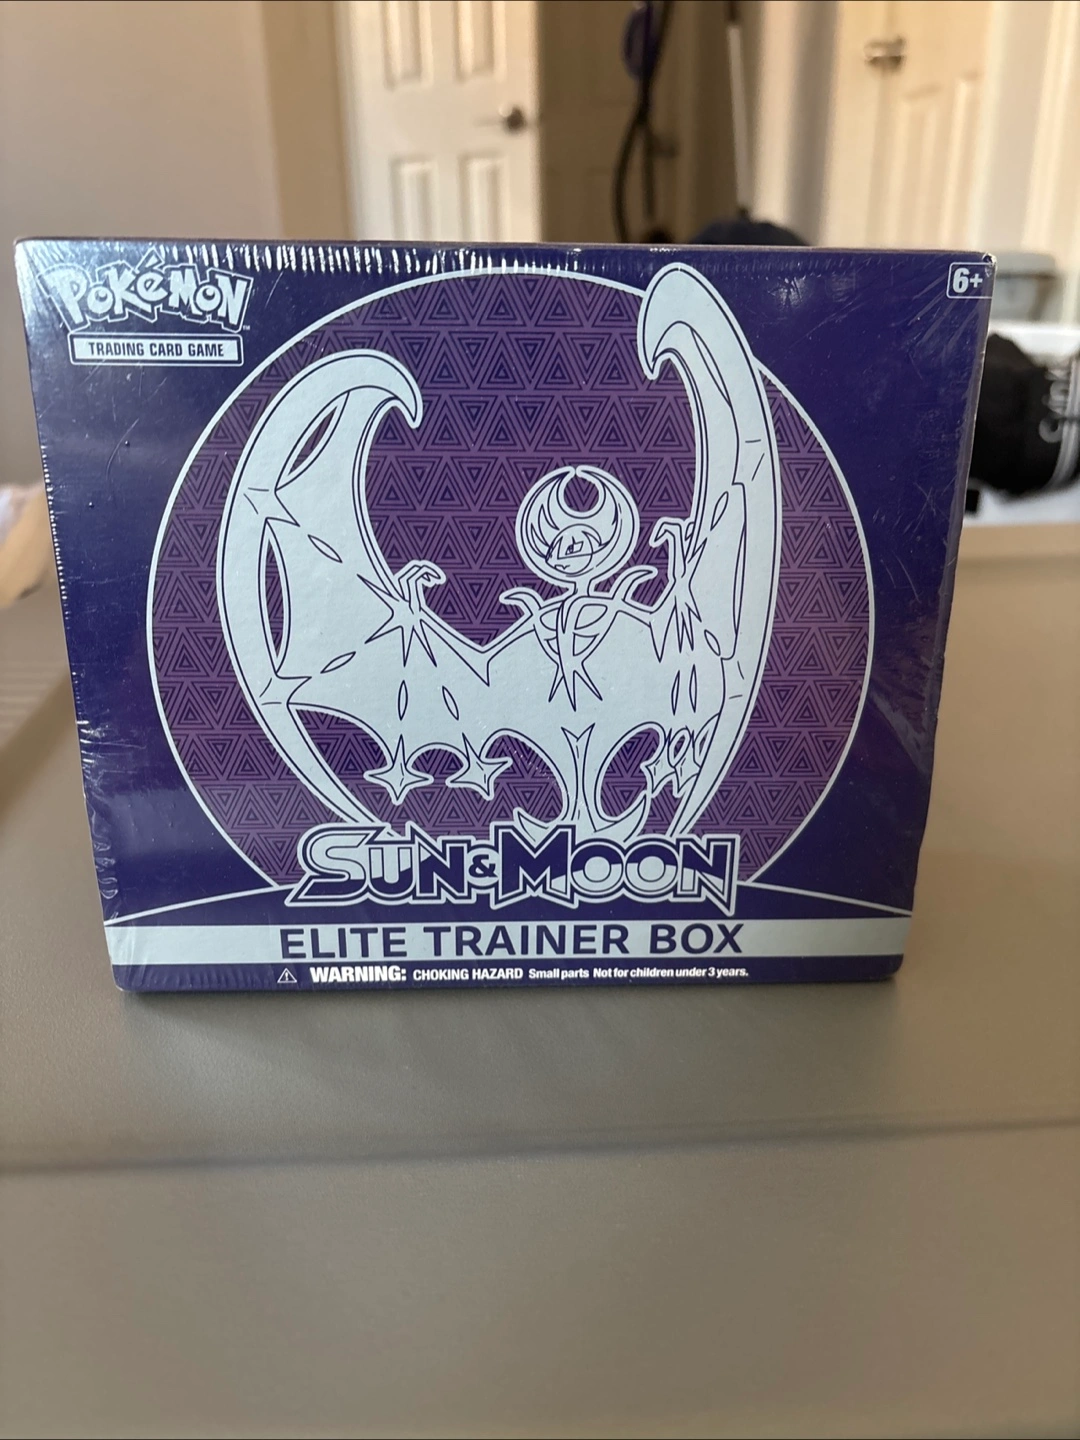 POKéMON
TRADING CARD GAME
6+
SUN & MOON
ELITE TRAINER BOX
⚠ WARNING: CHOKING HAZARD Small parts Not for children under 3 years.